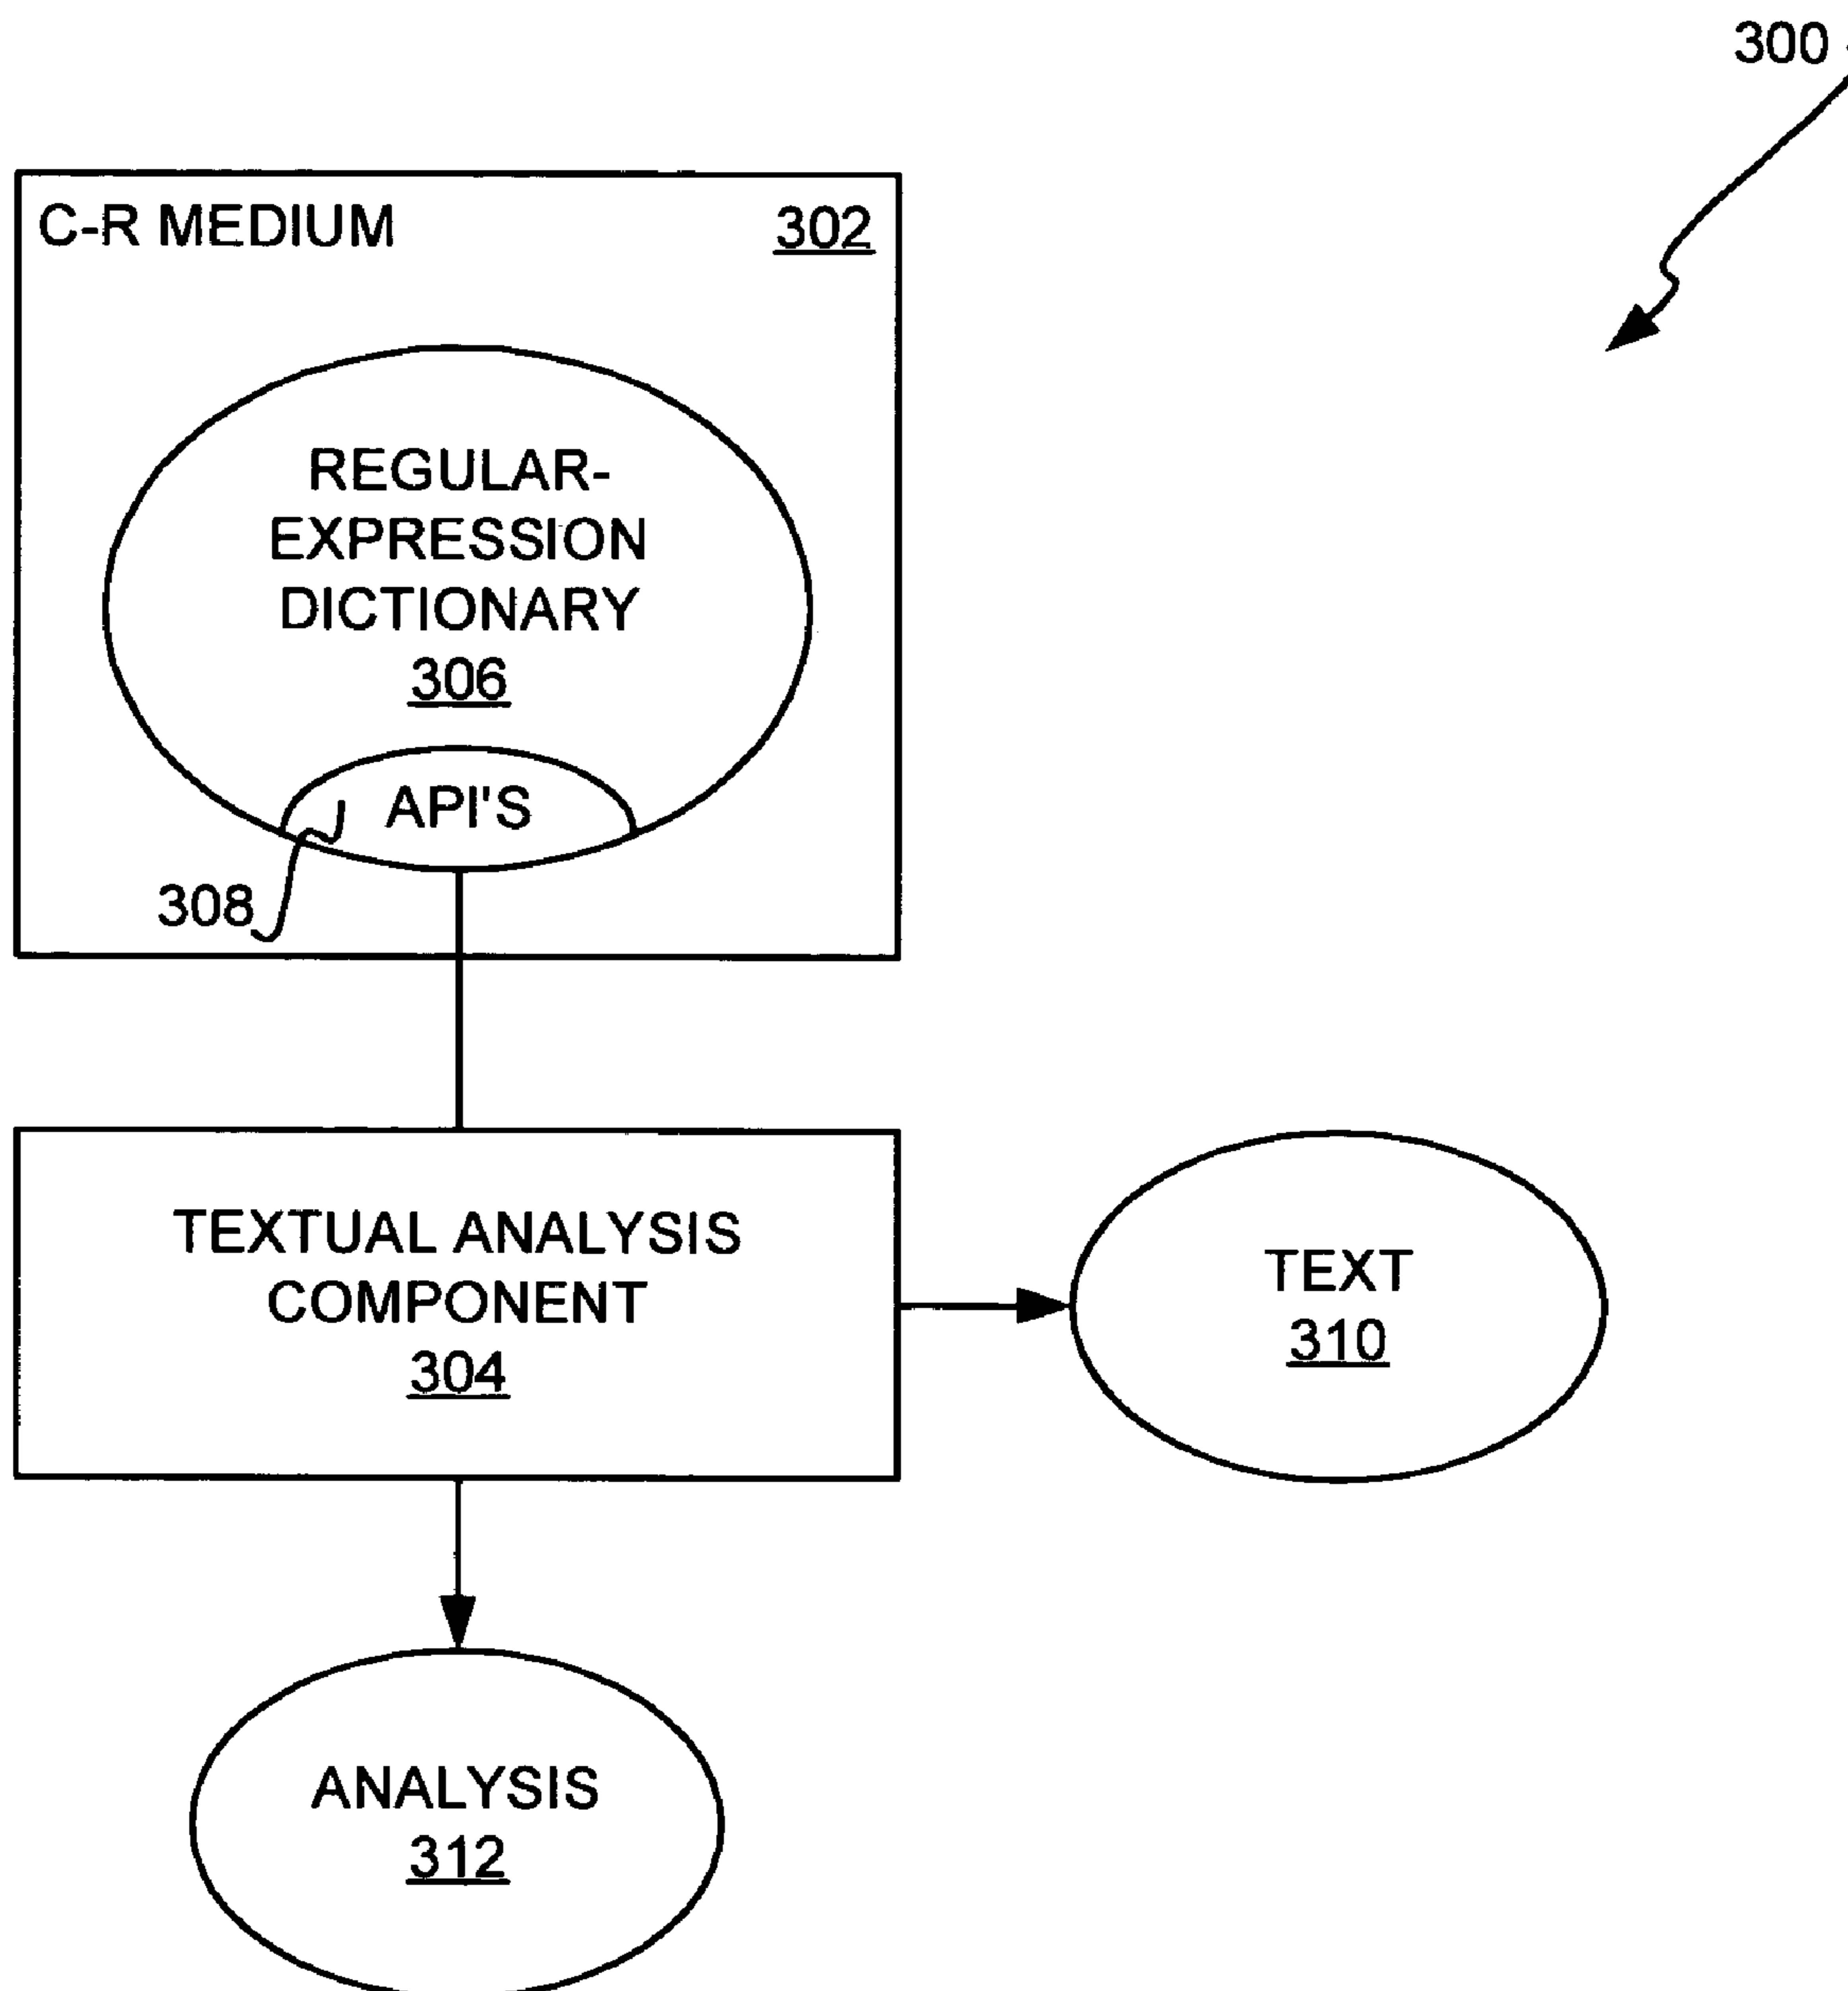 300
C-R MEDIUM 302
REGULAR-
EXPRESSION
DICTIONARY
306
API'S
308
TEXTUAL ANALYSIS
COMPONENT
304
TEXT
310
ANALYSIS
312